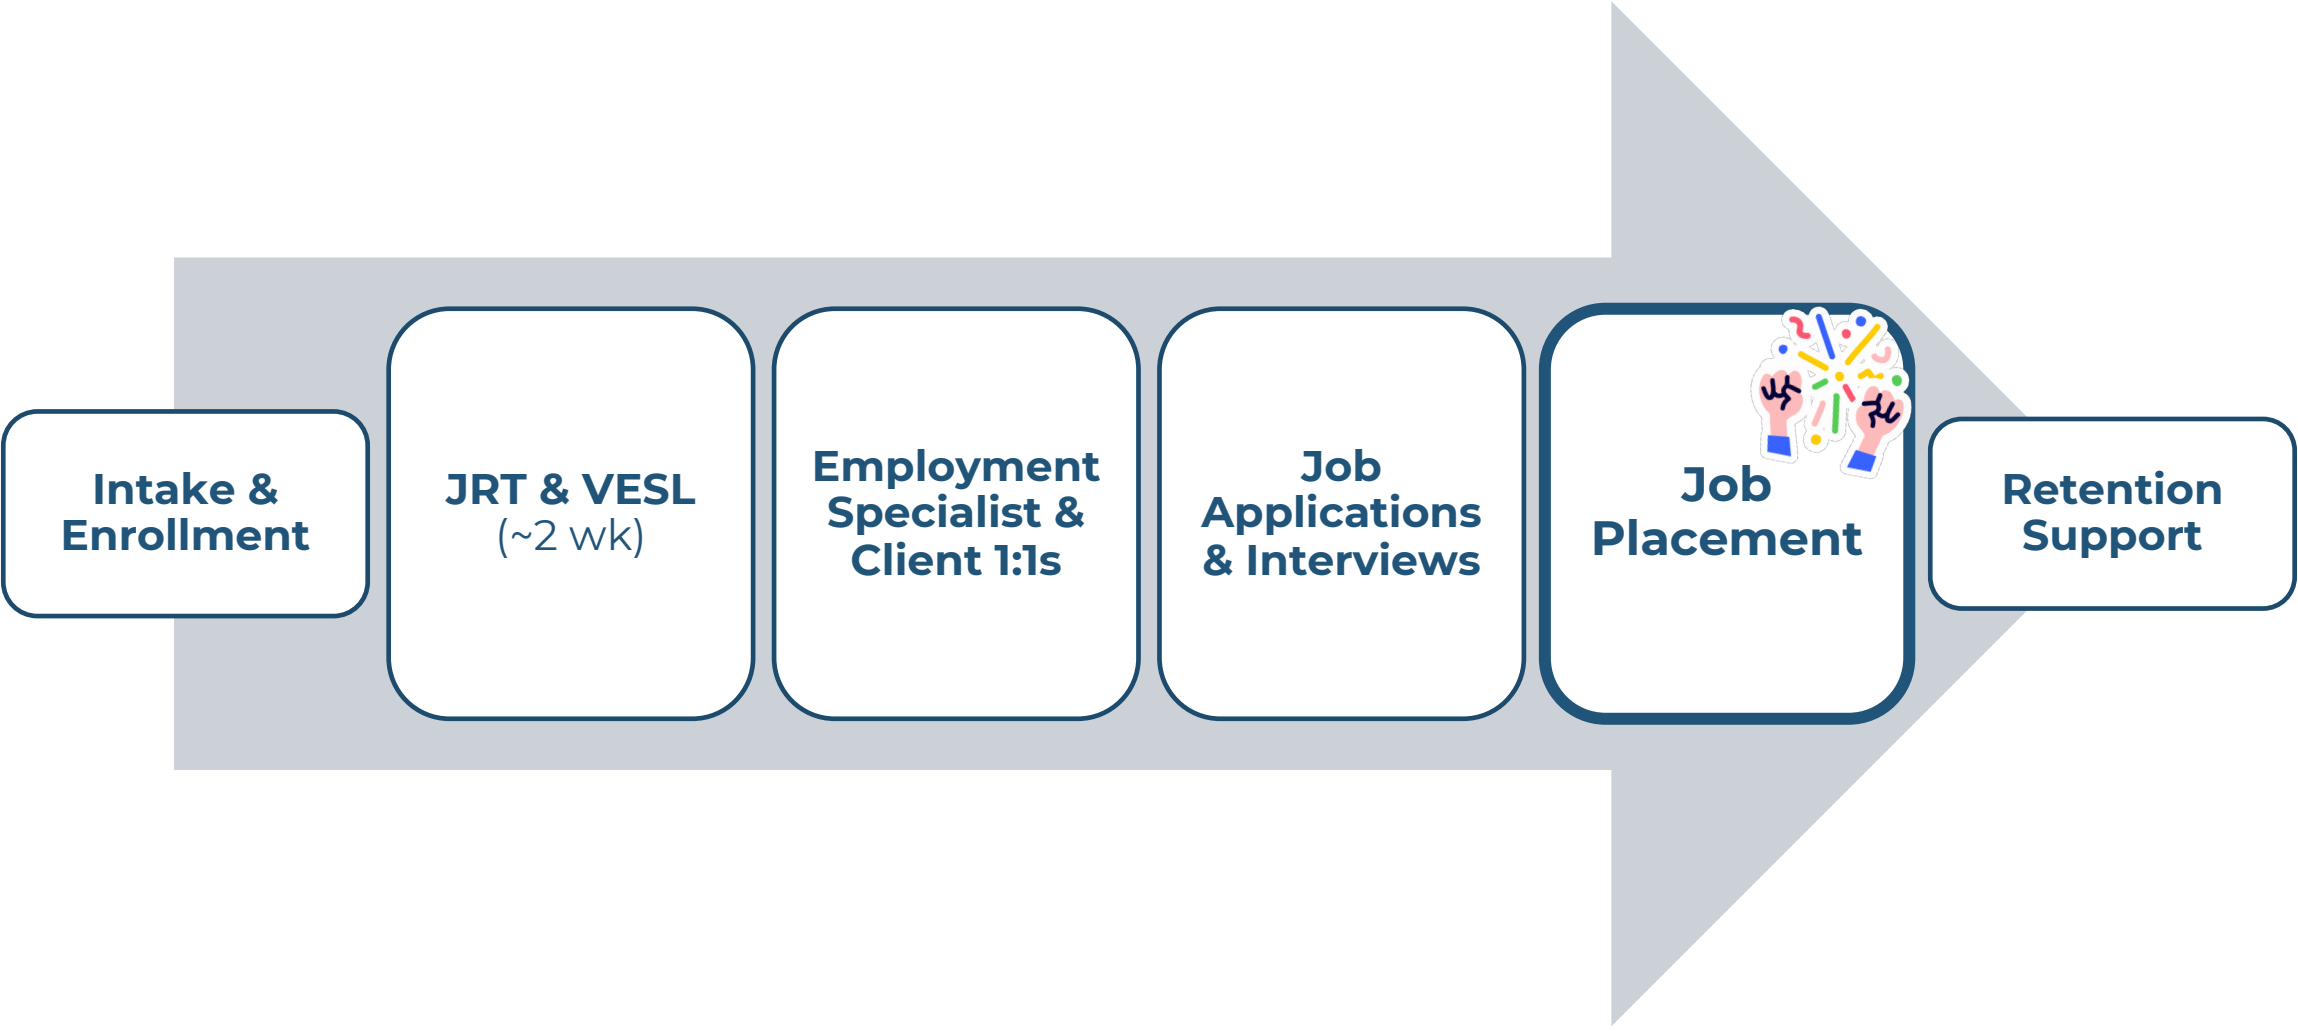 Intake &
Enrollment
JRT & VESL
(~2 wk)
Employment
Specialist &
Client 1:1s
Job
Applications
& Interviews
Job
Placement
Retention
Support